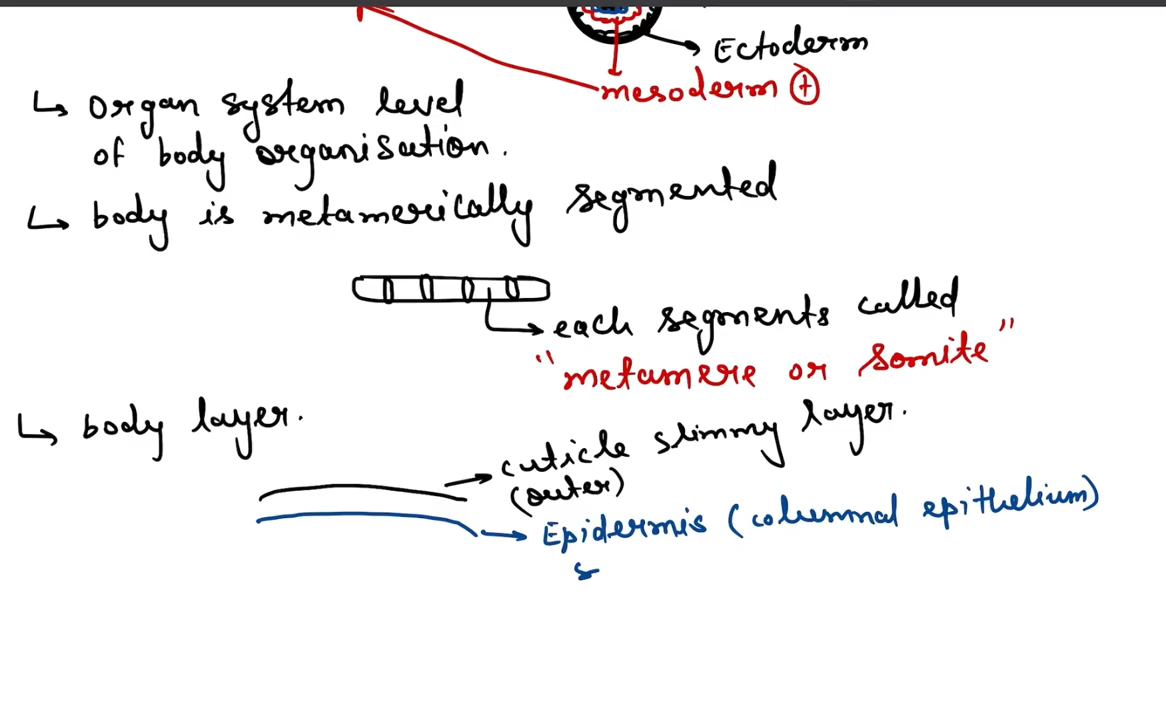 Ectoderm
mesoderm +
↳ organ system level
of body organisation.
↳ body is metamerically segmented
each segments called
"metamere or somite"
↳ body layer.
cuticle slimmy layer.
(outer)
Epidermis (columnal epithelium)
s